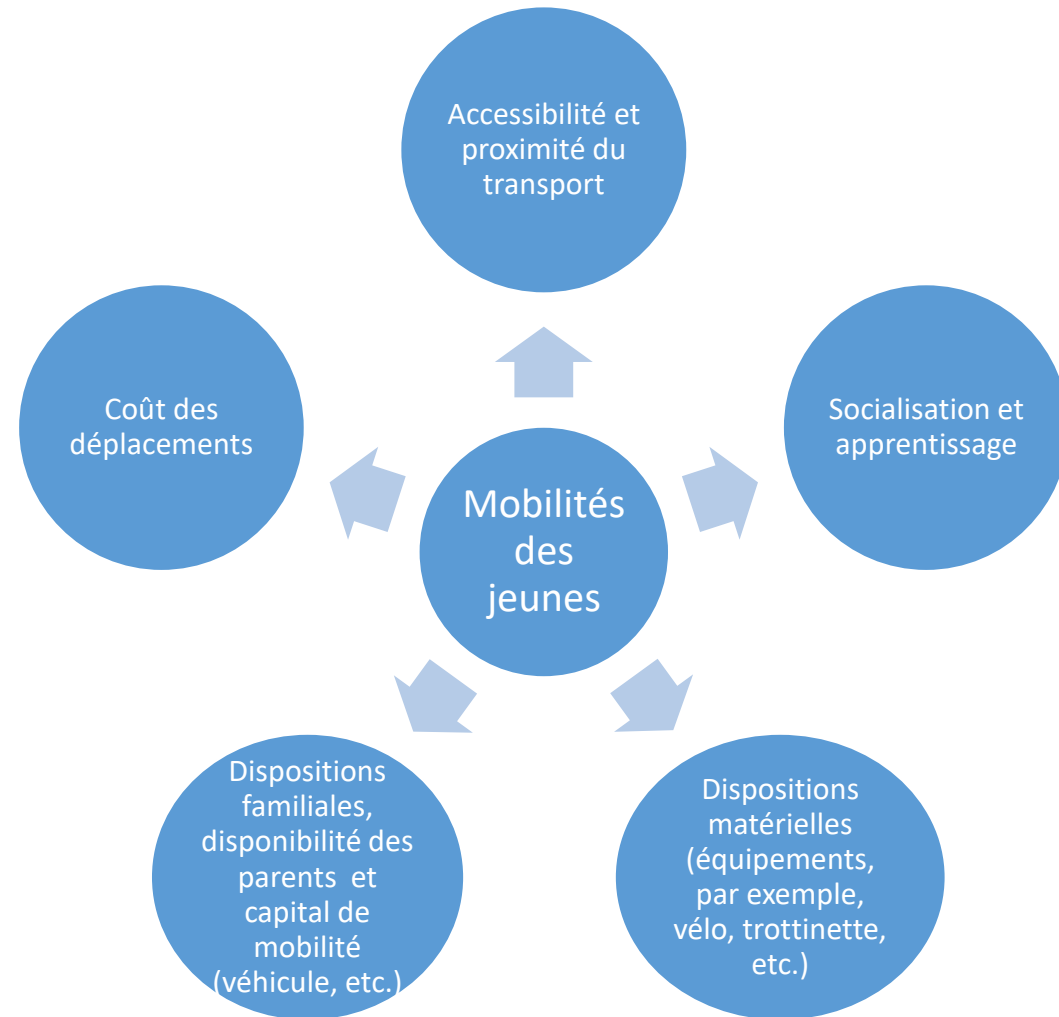 Accessibilité et
proximité du
transport
Coût des
déplacements
Socialisation et
apprentissage
Mobilités
des
jeunes
Dispositions
familiales,
disponibilité des
parents et
capital de
mobilité
(véhicule, etc.)
Dispositions
matérielles
(équipements,
par exemple,
vélo, trottinette,
etc.)